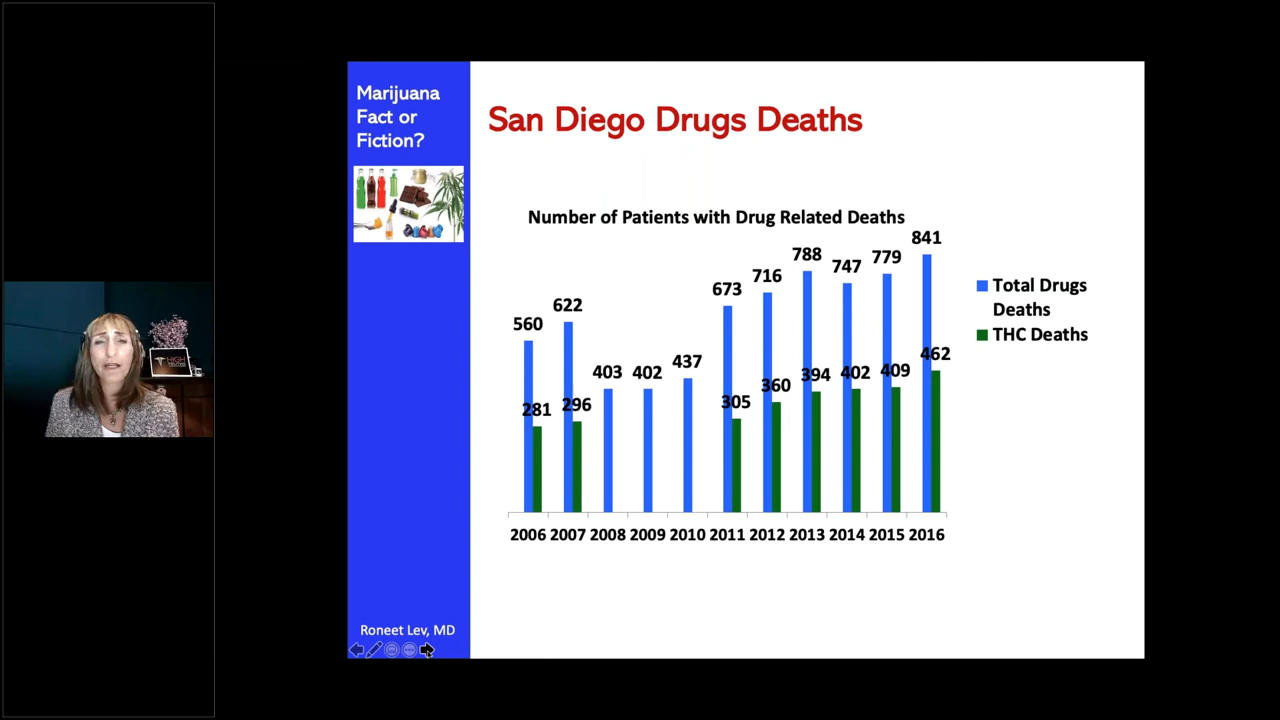 Marijuana
Fact or
Fiction?
San Diego Drugs Deaths
Number of Patients with Drug Related Deaths
841
788
779
747
716
673
622
560
462
437
403
402
409
402
394
360
305
296
281
Total Drugs
Deaths
THC Deaths
2006 2007 2008 2009 2010 2011 2012 2013 2014 2015 2016
HIGH
Roneet Lev, MD